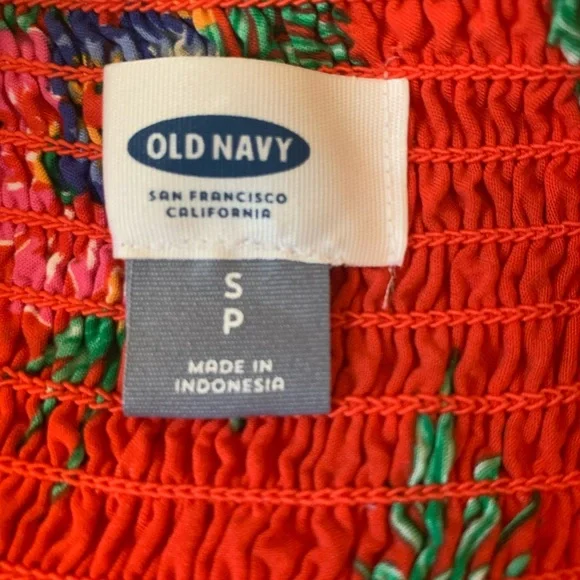 OLD NAVY
SAN FRANCISCO
CALIFORNIA
S
P
MADE IN
INDONESIA